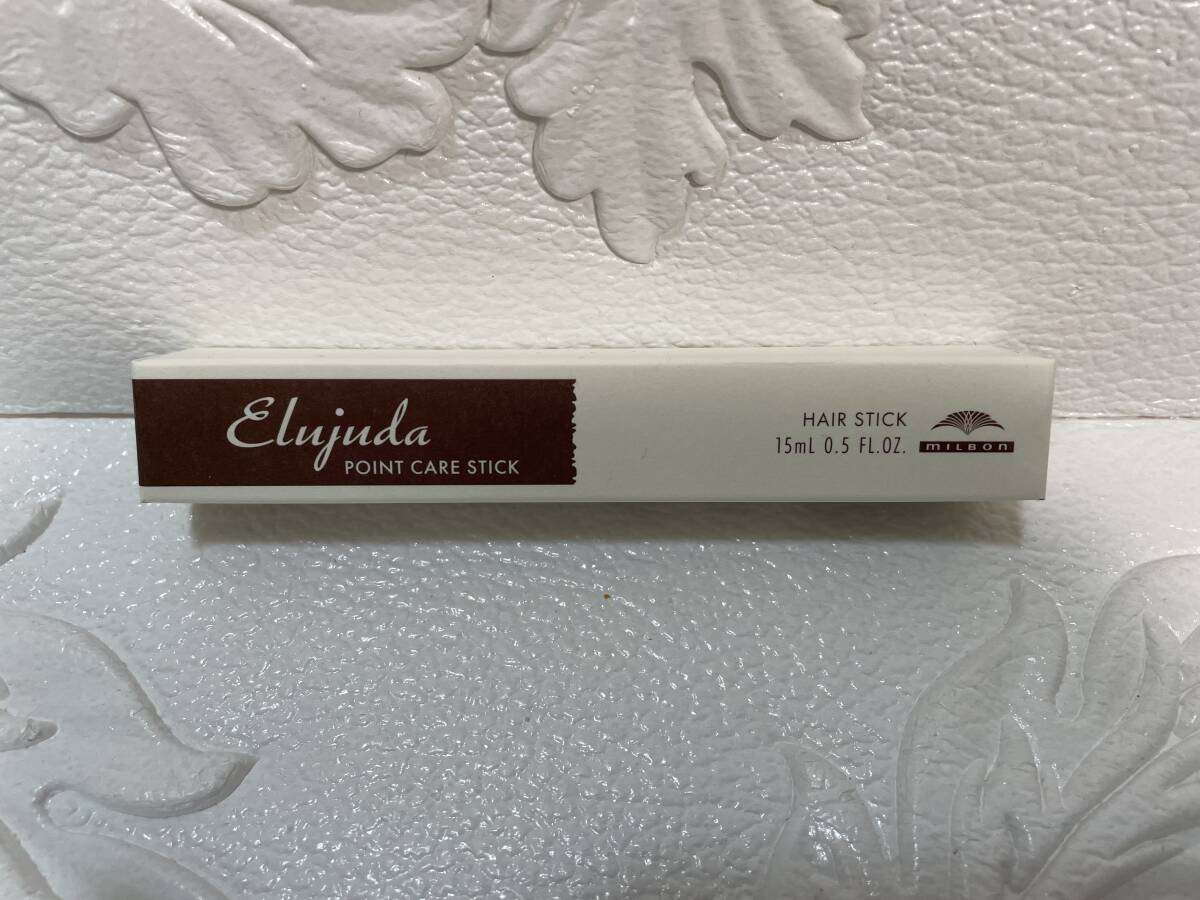 Elujuda
POINT CARE STICK
HAIR STICK
15mL 0.5 FL.OZ.
MILBON